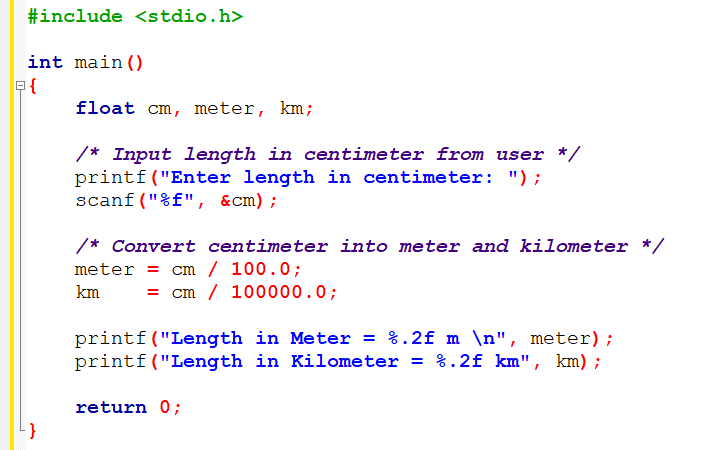 #include <stdio.h>
int main()
{
float cm, meter, km;
/* Input length in centimeter from user */
printf("Enter length in centimeter: ");
scanf("%f", &cm);
/* Convert centimeter into meter and kilometer */
meter = cm / 100.0;
km    = cm / 100000.0;
printf("Length in Meter = %.2f m \n", meter);
printf("Length in Kilometer = %.2f km", km);
return 0;
}